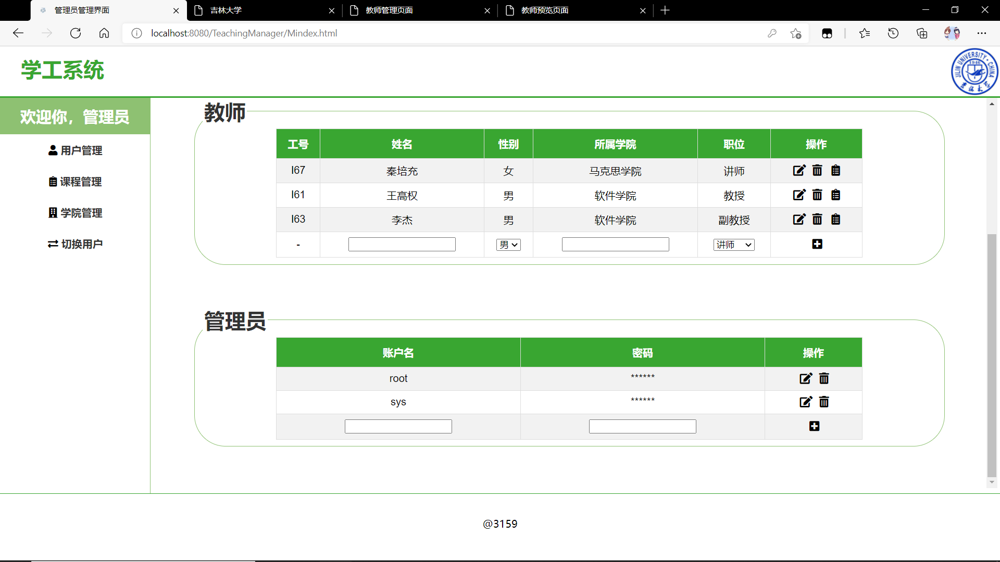 管理员管理界面 吉林大学 教师管理页面 教师预览页面
localhost:8080/TeachingManager/Mindex.html
学工系统
JILIN UNIVERSITY · CHINA
1946
吉林大学
欢迎你，管理员
用户管理
课程管理
学院管理
切换用户
教师
工号 姓名 性别 所属学院 职位 操作
I67 秦培充 女 马克思学院 讲师
I61 王高权 男 软件学院 教授
I63 李杰 男 软件学院 副教授
- 男 讲师
管理员
账户名 密码 操作
root ******
sys ******
@3159